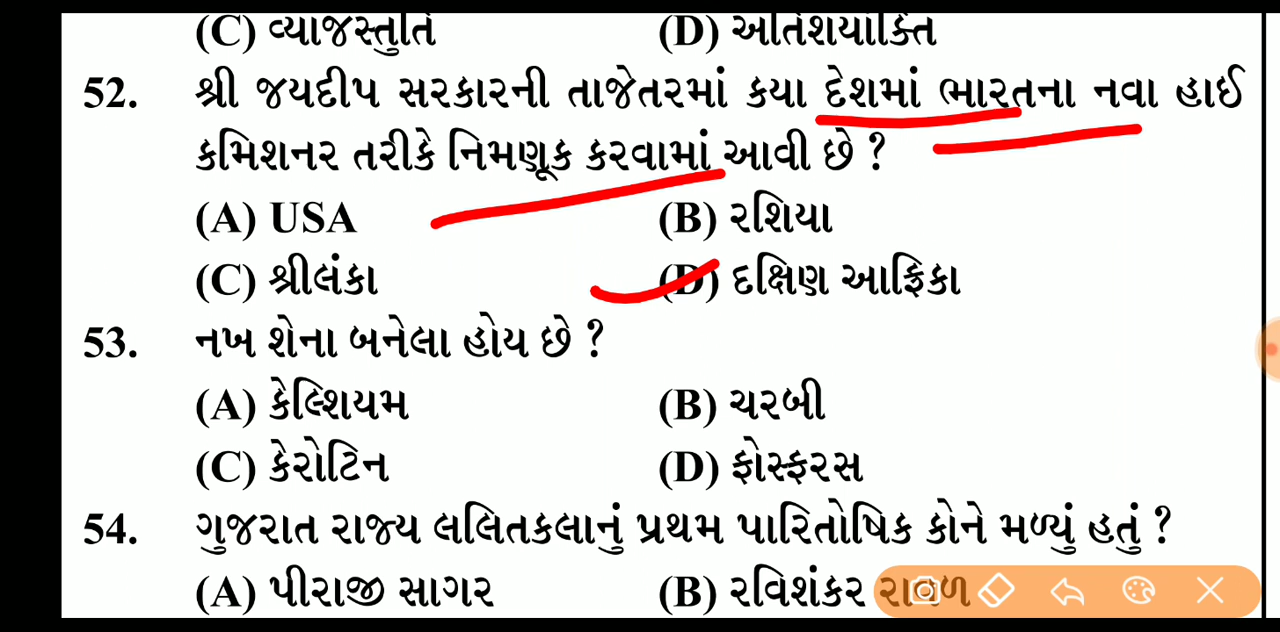 (C) વ્યાજસ્તુતિ (D) અતિશયોક્તિ
52. શ્રી જયદીપ સરકારની તાજેતરમાં કયા દેશમાં ભારતના નવા હાઈ
કમિશનર તરીકે નિમણૂક કરવામાં આવી છે ?
(A) USA (B) રશિયા
(C) શ્રીલંકા (D) દક્ષિણ આફ્રિકા
53. નખ શેના બનેલા હોય છે ?
(A) કેલ્શિયમ (B) ચરબી
(C) કેરોટિન (D) ફોસ્ફરસ
54. ગુજરાત રાજ્ય લલિતકલાનું પ્રથમ પારિતોષિક કોને મળ્યું હતું ?
(A) પીરાજી સાગર (B) રવિશંકર રાવળ